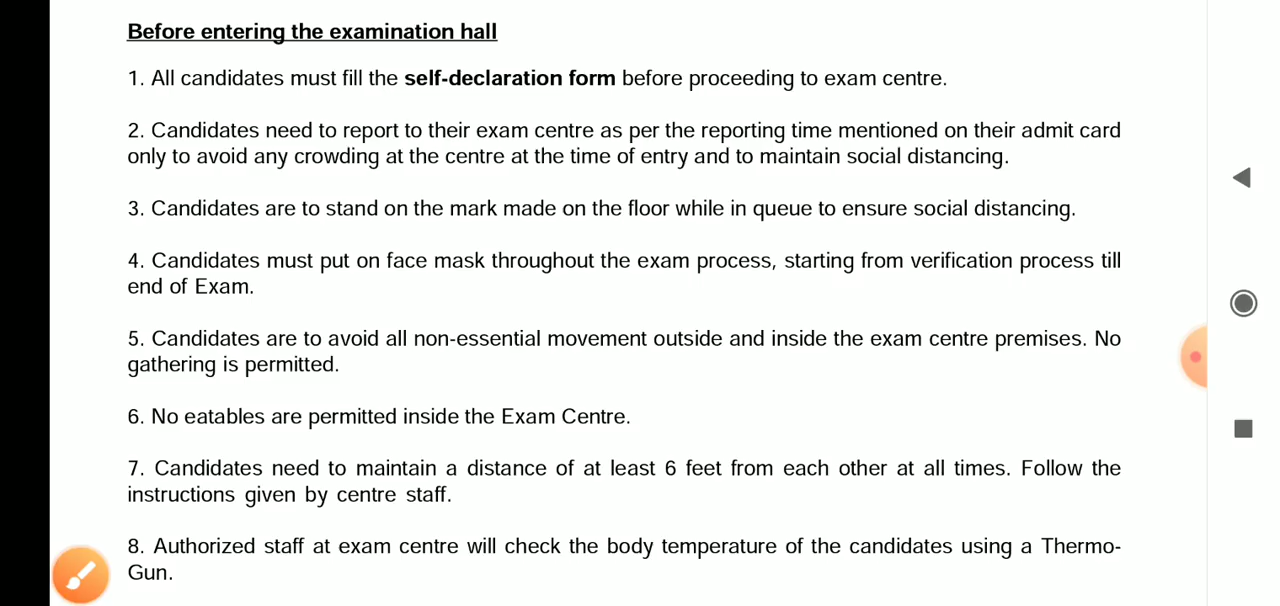 Before entering the examination hall
1. All candidates must fill the self-declaration form before proceeding to exam centre.
2. Candidates need to report to their exam centre as per the reporting time mentioned on their admit card
only to avoid any crowding at the centre at the time of entry and to maintain social distancing.
3. Candidates are to stand on the mark made on the floor while in queue to ensure social distancing.
4. Candidates must put on face mask throughout the exam process, starting from verification process till
end of Exam.
5. Candidates are to avoid all non-essential movement outside and inside the exam centre premises. No
gathering is permitted.
6. No eatables are permitted inside the Exam Centre.
7. Candidates need to maintain a distance of at least 6 feet from each other at all times. Follow the
instructions given by centre staff.
8. Authorized staff at exam centre will check the body temperature of the candidates using a Thermo-
Gun.